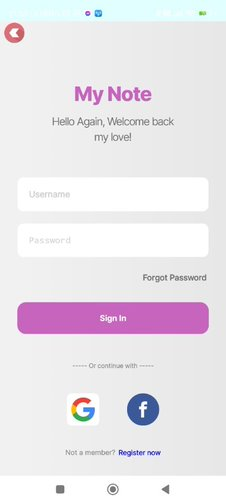 My Note
Hello Again, Welcome back
my love!
Username
Password
Forgot Password
Sign In
----- Or continue with -----
Not a member? Register now